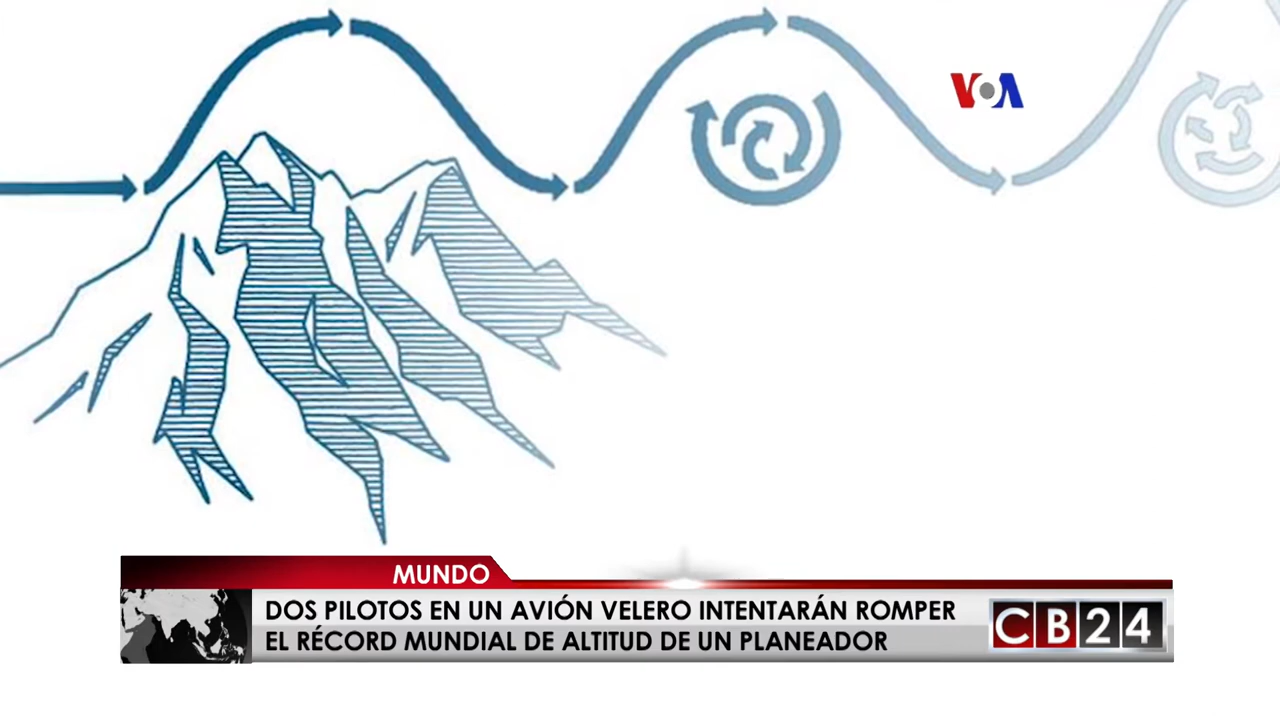 VOA
MUNDO
DOS PILOTOS EN UN AVIÓN VELERO INTENTARÁN ROMPER
EL RÉCORD MUNDIAL DE ALTITUD DE UN PLANEADOR
CB24